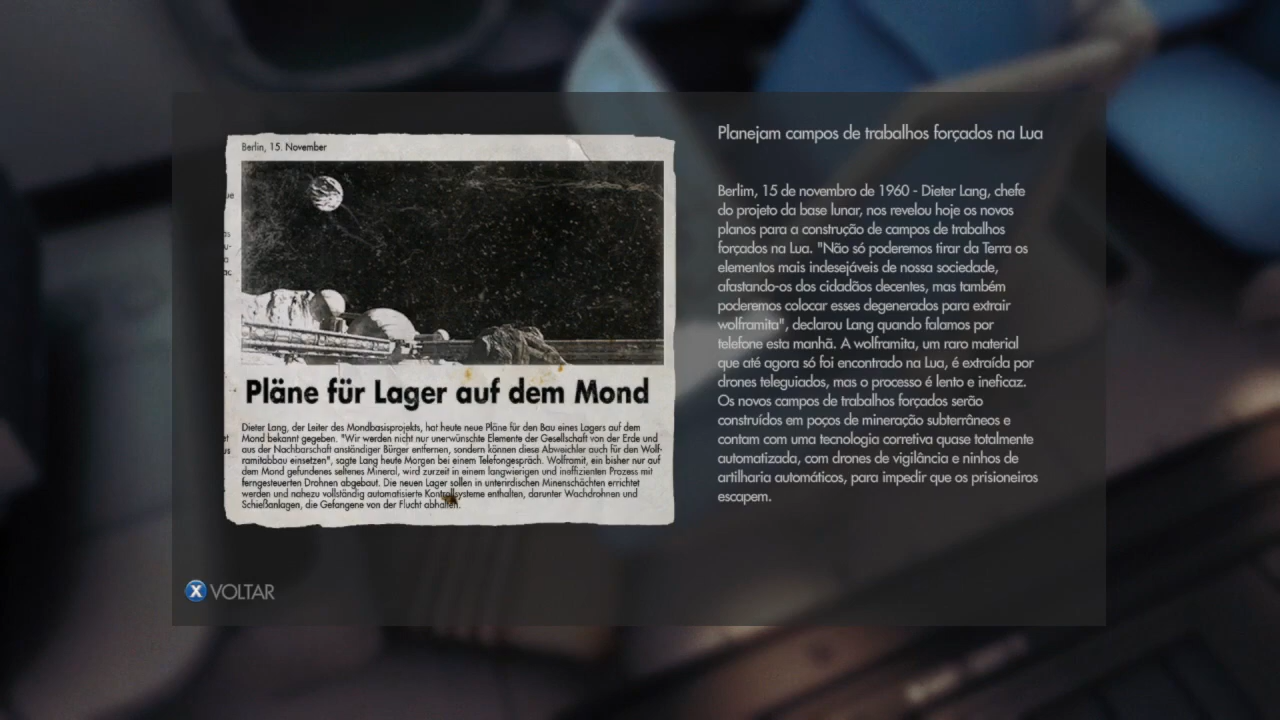 Berlin, 15. November
ue
Pläne für Lager auf dem Mond
Dieter Lang, der Leiter des Mondbasisprojekts, hat heute neue Pläne für den Bau eines Lagers auf dem
Mond bekannt gegeben. "Wir werden nicht nur unerwünschte Elemente der Gesellschaft von der Erde und
aus der Nachbarschaft anständiger Bürger entfernen, sondern können diese Abweichler auch für den Wolf-
ramitabbau einsetzen", sagte Lang heute Morgen bei einem Telefongespräch. Wolframit, ein bisher nur auf
dem Mond gefundenes seltenes Mineral, wird zurzeit in einem langwierigen und ineffizienten Prozess mit
ferngesteuerten Drohnen abgebaut. Die neuen Lager sollen in unterirdischen Minenschächten errichtet
werden und nahezu vollständig automatisierte Kontrollsysteme enthalten, darunter Wachdrohnen und
Schießanlagen, die Gefangene von der Flucht abhalten.
Planejam campos de trabalhos forçados na Lua
Berlim, 15 de novembro de 1960 - Dieter Lang, chefe
do projeto da base lunar, nos revelou hoje os novos
planos para a construção de campos de trabalhos
forçados na Lua. "Não só poderemos tirar da Terra os
elementos mais indesejáveis de nossa sociedade,
afastando-os dos cidadãos decentes, mas também
poderemos colocar esses degenerados para extrair
wolframita", declarou Lang quando falamos por
telefone esta manhã. A wolframita, um raro material
que até agora só foi encontrado na Lua, é extraída por
drones teleguiados, mas o processo é lento e ineficaz.
Os novos campos de trabalhos forçados serão
construídos em poços de mineração subterrâneos e
contam com uma tecnologia corretiva quase totalmente
automatizada, com drones de vigilância e ninhos de
artilharia automáticos, para impedir que os prisioneiros
escapem.
X VOLTAR